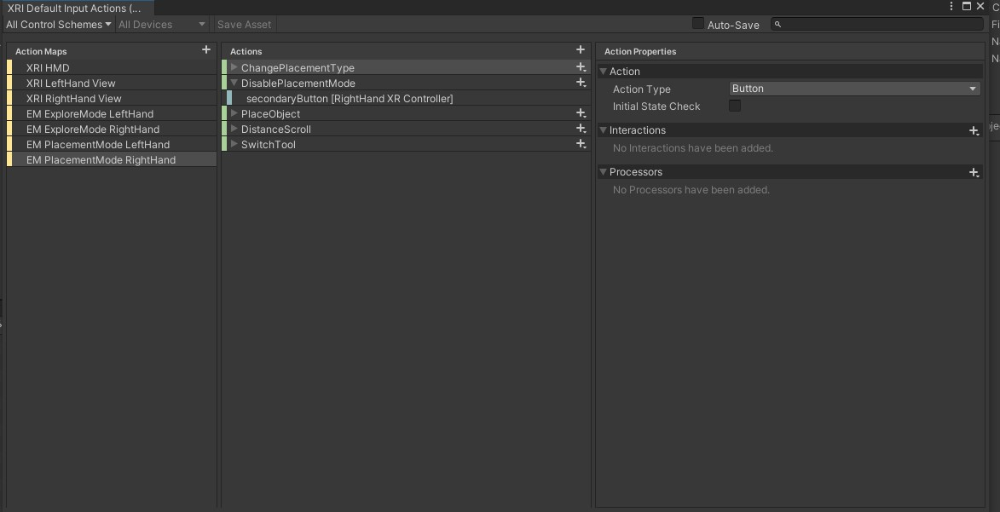 XRI Default Input Actions (...
All Control Schemes All Devices Save Asset Auto-Save
Action Maps
XRI HMD
XRI LeftHand View
XRI RightHand View
EM ExploreMode LeftHand
EM ExploreMode RightHand
EM PlacementMode LeftHand
EM PlacementMode RightHand
Actions
ChangePlacementType
DisablePlacementMode
secondaryButton [RightHand XR Controller]
PlaceObject
DistanceScroll
SwitchTool
Action Properties
Action
Action Type Button
Initial State Check
Interactions
No Interactions have been added.
Processors
No Processors have been added.